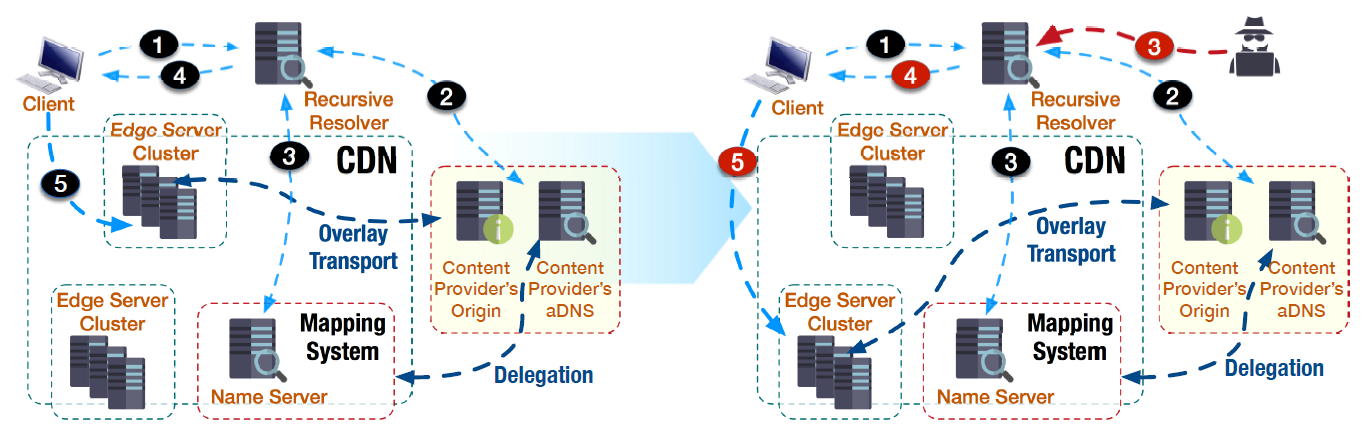 1
4
Client
Recursive
Resolver
2
Edge Server
Cluster
3
CDN
5
Overlay
Transport
Content
Provider's
Origin
Content
Provider's
aDNS
Edge Server
Cluster
Mapping
System
Name Server
Delegation
1
4
Client
Recursive
Resolver
3
2
Edge Server
Cluster
3
CDN
5
Overlay
Transport
Content
Provider's
Origin
Content
Provider's
aDNS
Edge Server
Cluster
Mapping
System
Name Server
Delegation